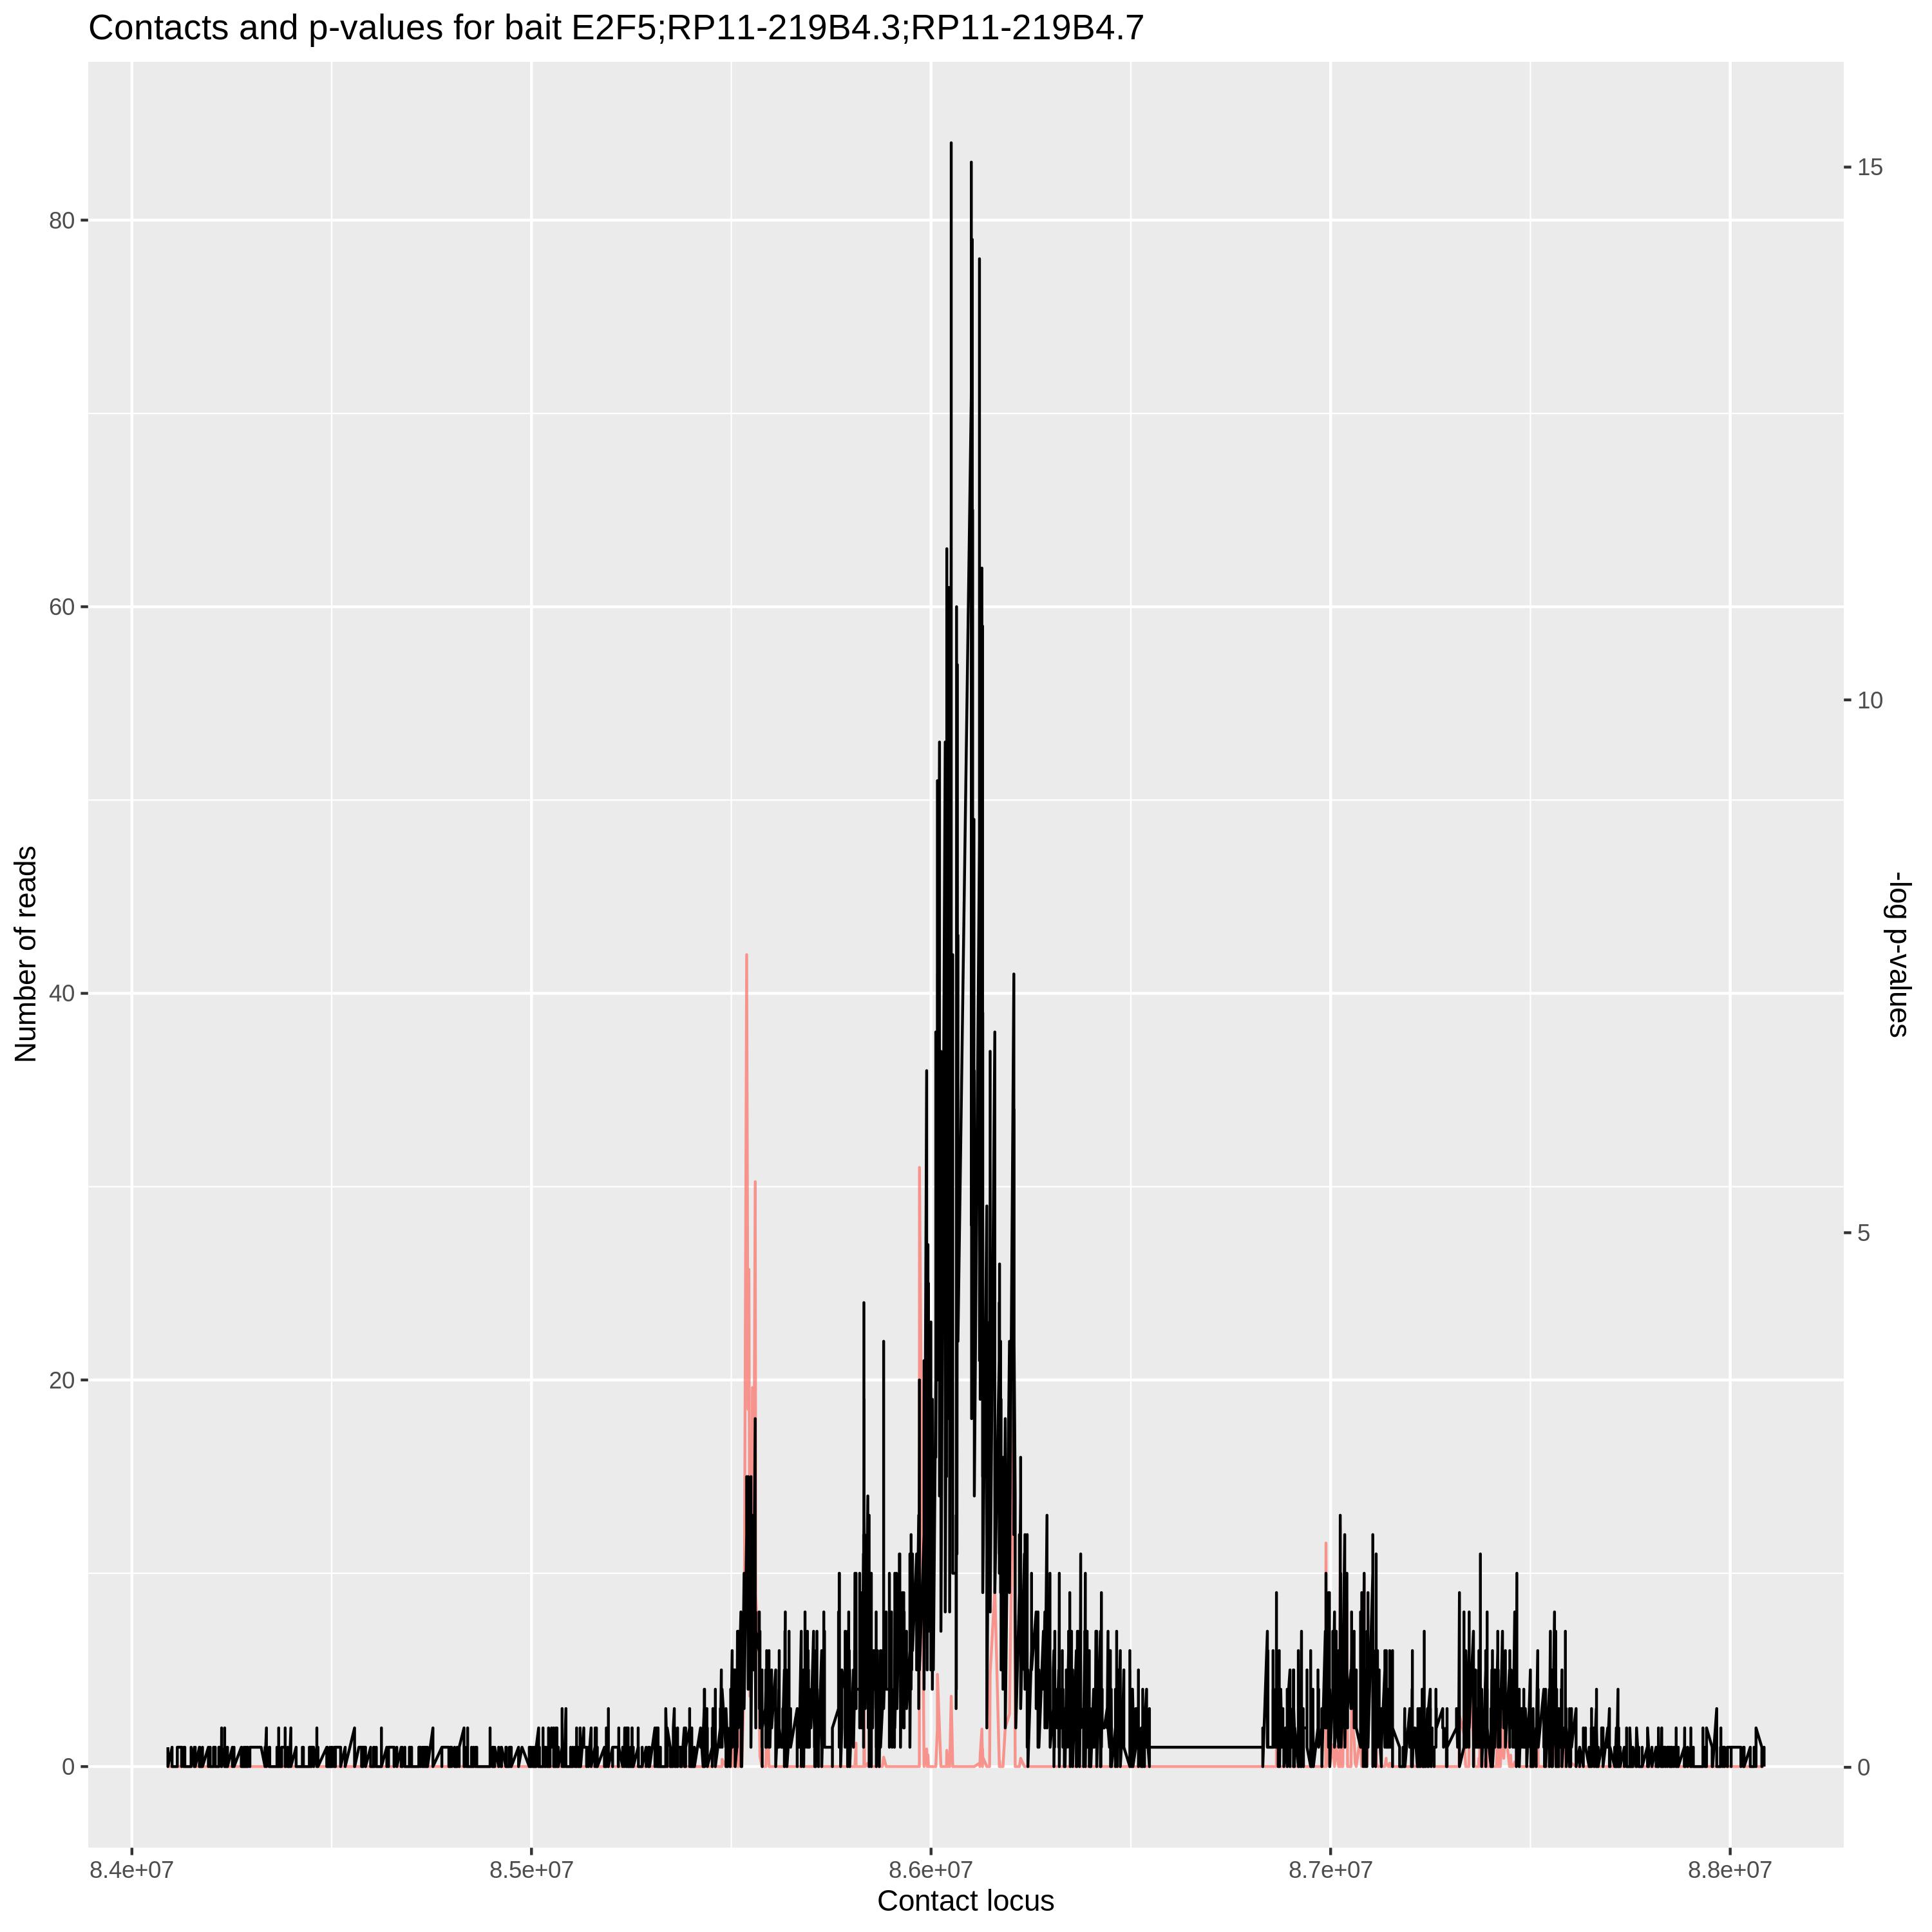 Contacts and p-values for bait E2F5;RP11-219B4.3;RP11-219B4.7
80
60
40
20
0
15
10
5
0
Number of reads
-log p-values
8.4e+07 8.5e+07 8.6e+07 8.7e+07 8.8e+07
Contact locus